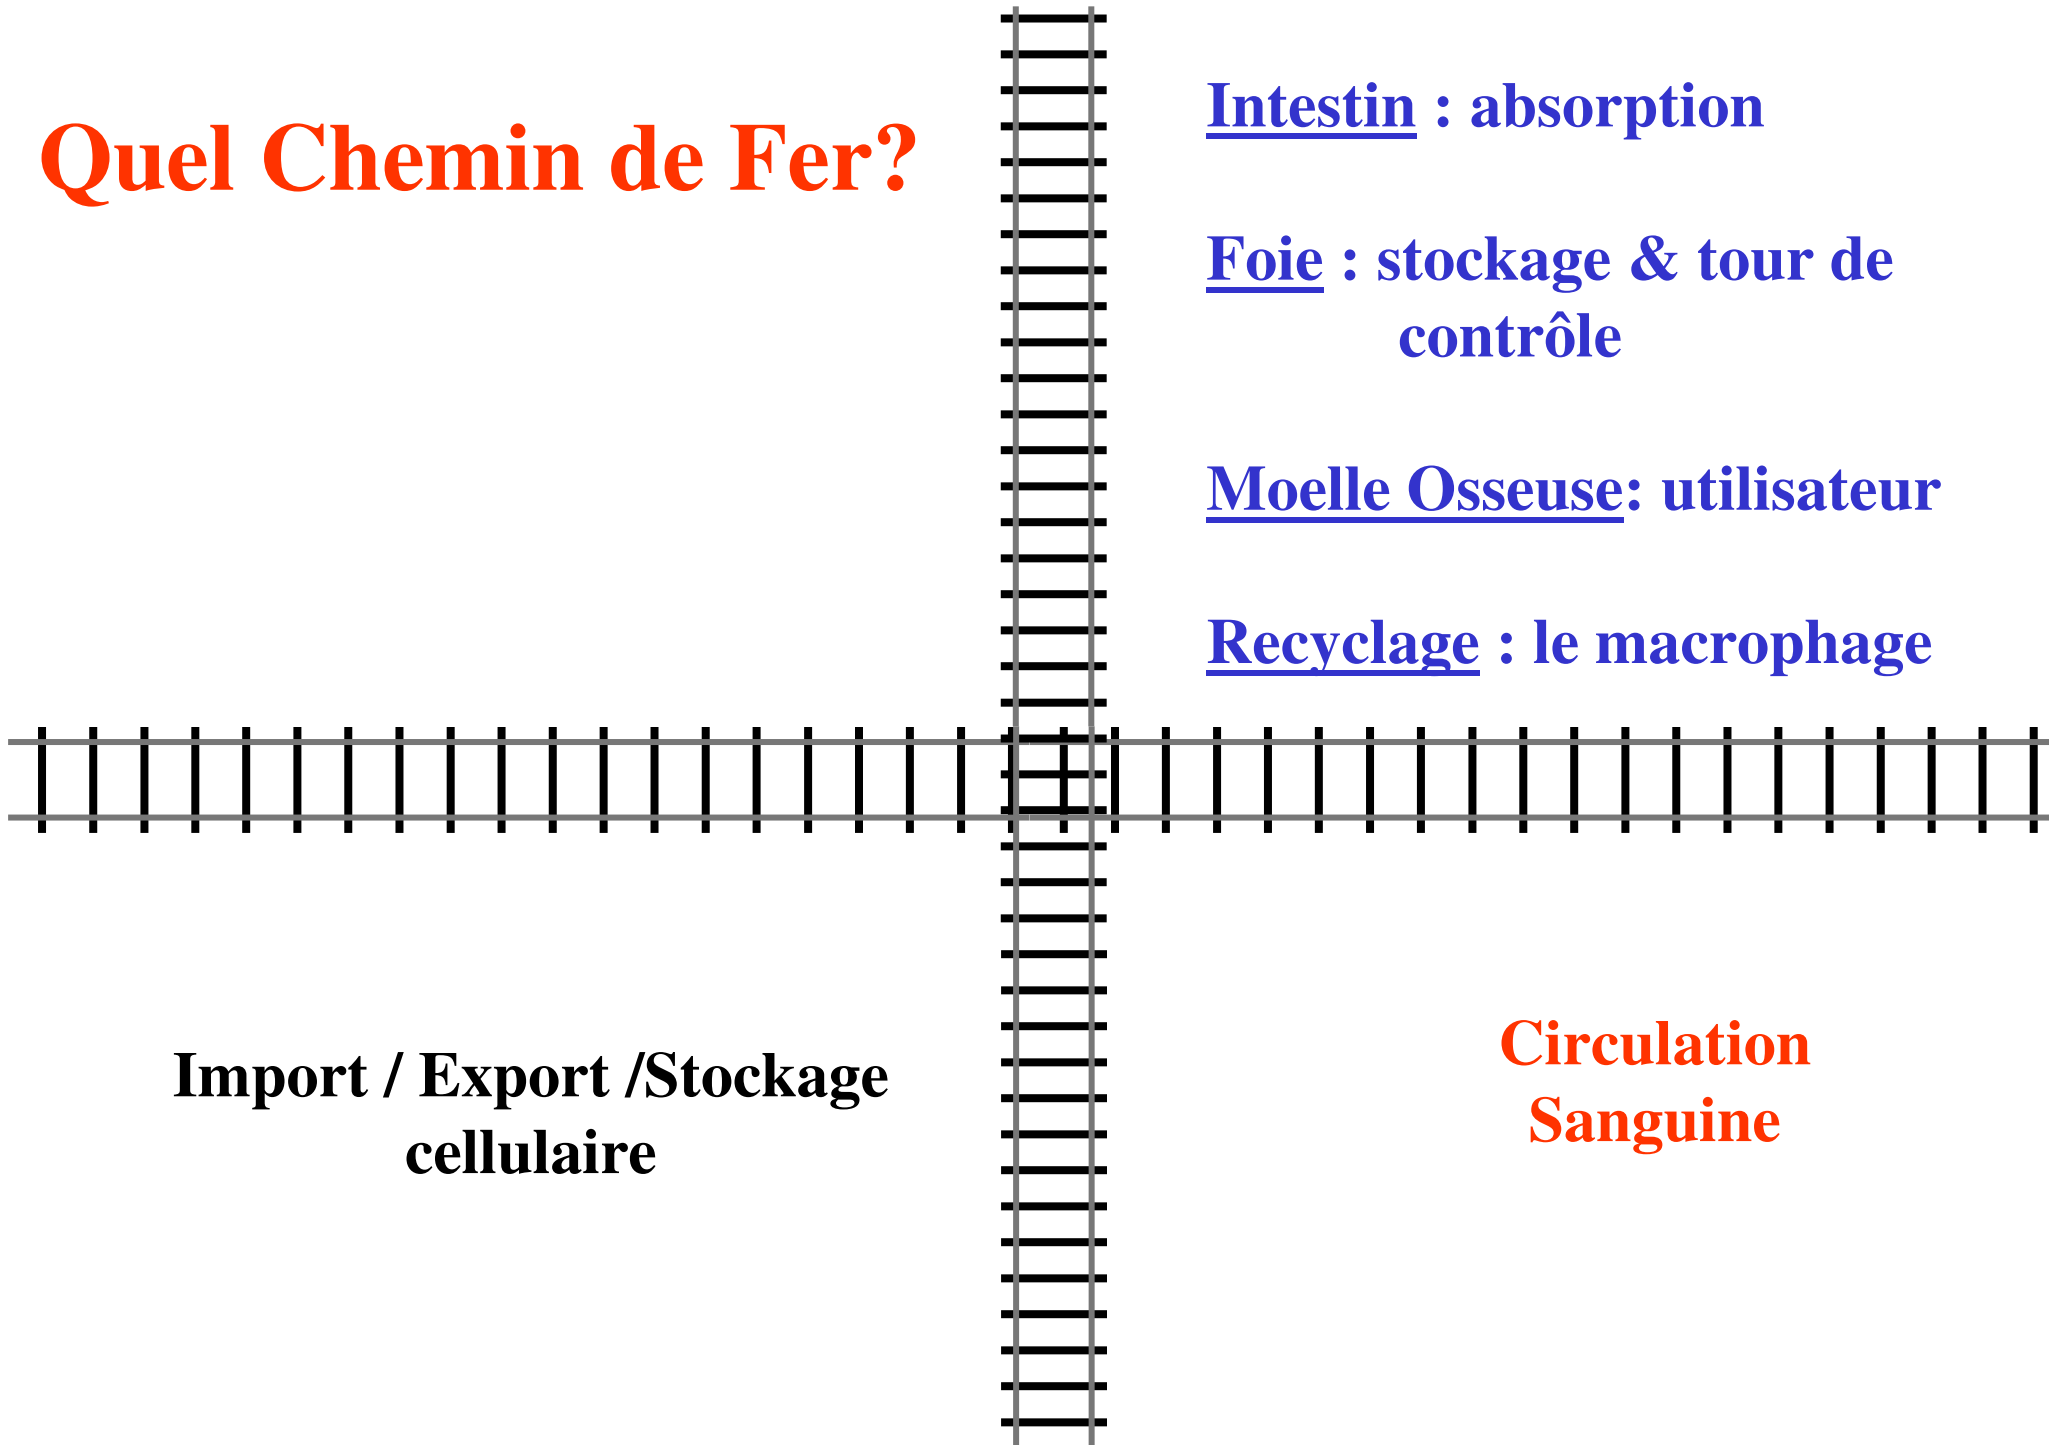 Quel Chemin de Fer?
Intestin : absorption
Foie : stockage & tour de
contrôle
Moelle Osseuse: utilisateur
Recyclage : le macrophage
Import / Export /Stockage
cellulaire
Circulation
Sanguine